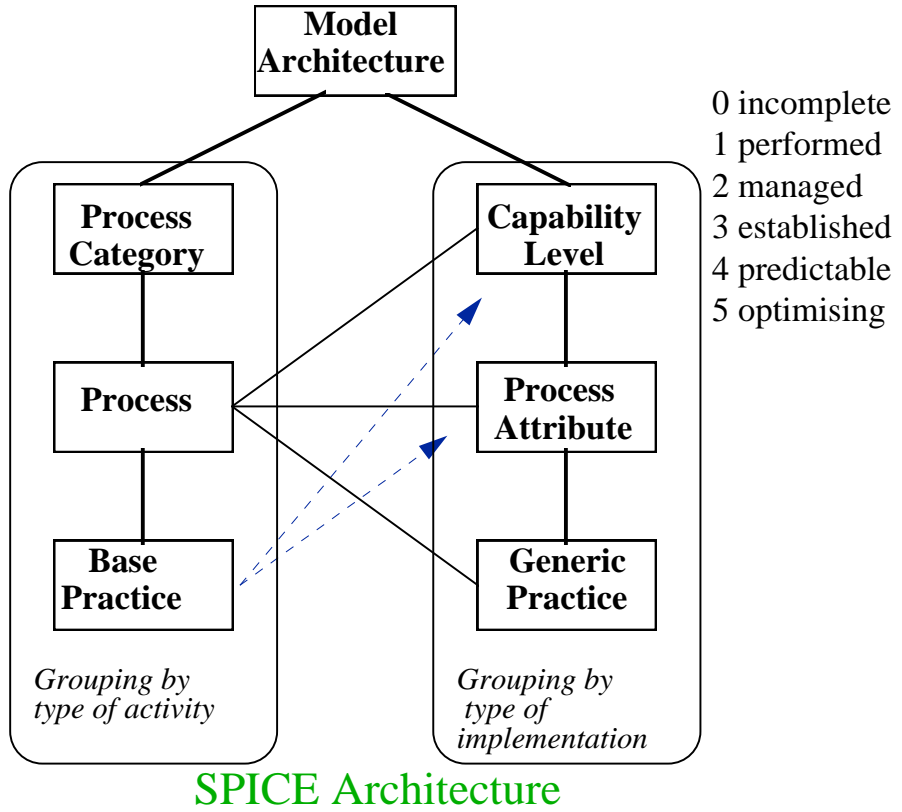 Model
Architecture
0 incomplete
1 performed
2 managed
3 established
4 predictable
5 optimising
Process
Category
Process
Base
Practice
Grouping by
type of activity
Capability
Level
Process
Attribute
Generic
Practice
Grouping by
type of
implementation
SPICE Architecture